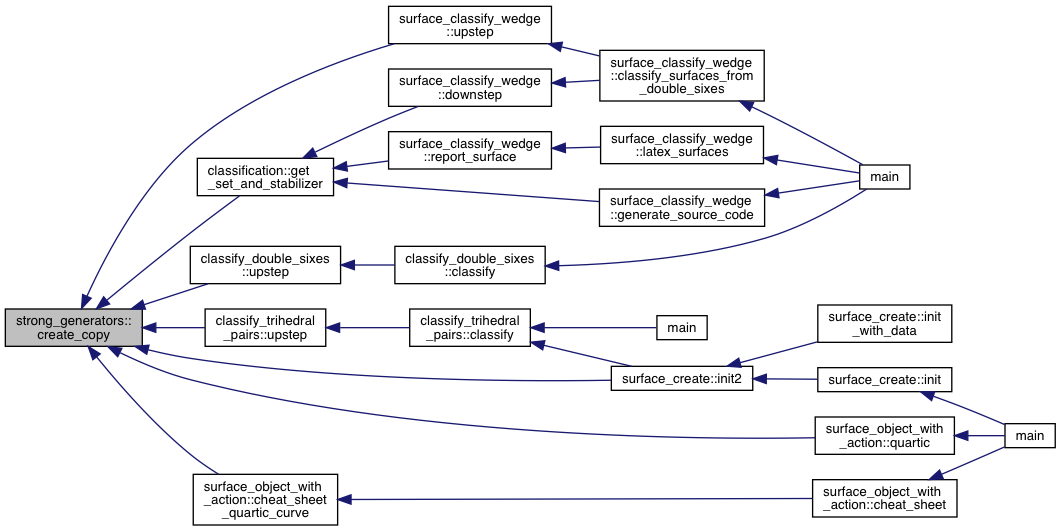 surface_classify_wedge
::upstep
surface_classify_wedge
::classify_surfaces_from
_double_sixes
surface_classify_wedge
::downstep
surface_classify_wedge
::report_surface
surface_classify_wedge
::latex_surfaces
classification::get
_set_and_stabilizer
main
surface_classify_wedge
::generate_source_code
classify_double_sixes
::upstep
classify_double_sixes
::classify
strong_generators::
create_copy
classify_trihedral
_pairs::upstep
classify_trihedral
_pairs::classify
main
surface_create::init
_with_data
surface_create::init2
surface_create::init
surface_object_with
_action::quartic
main
surface_object_with
_action::cheat_sheet
_quartic_curve
surface_object_with
_action::cheat_sheet